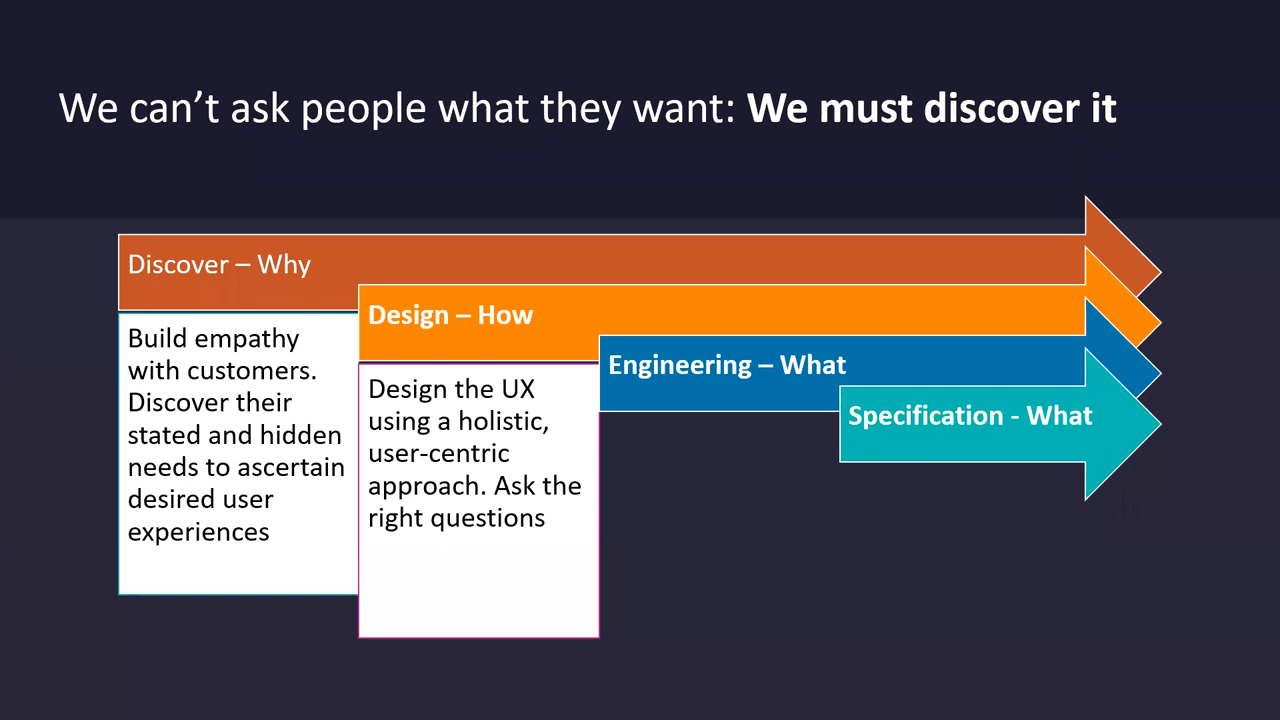 We can’t ask people what they want: We must discover it
Discover – Why
Build empathy
with customers.
Discover their
stated and hidden
needs to ascertain
desired user
experiences
Design – How
Design the UX
using a holistic,
user-centric
approach. Ask the
right questions
Engineering – What
Specification - What